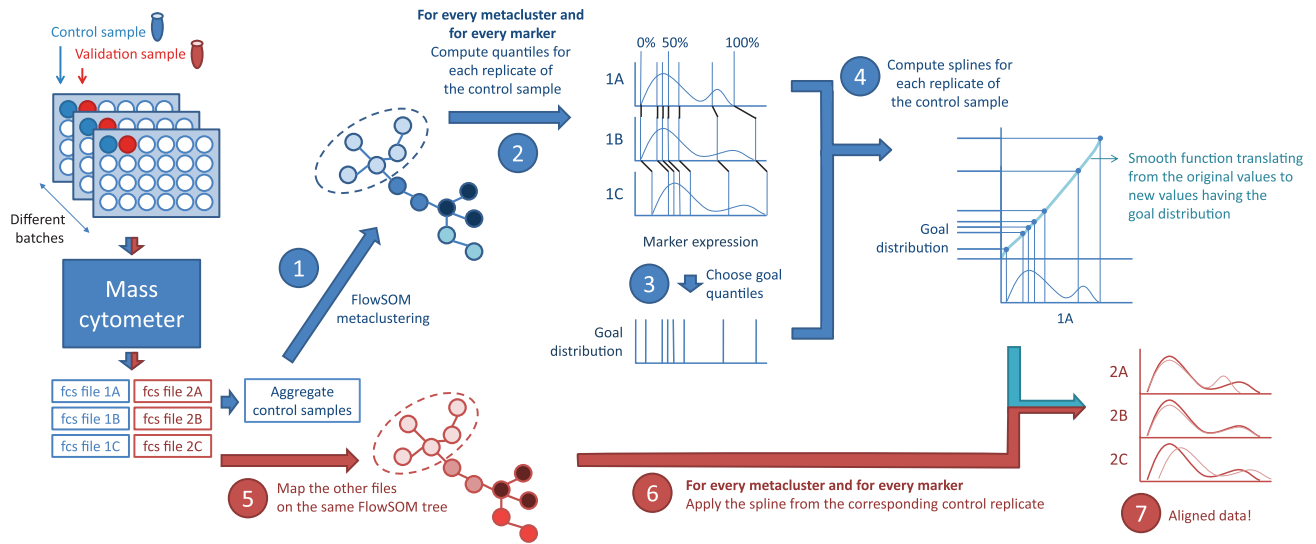 Control sample
Validation sample
Different
batches
Mass
cytometer
fcs file 1A
fcs file 2A
fcs file 1B
fcs file 2B
fcs file 1C
fcs file 2C
Aggregate
control samples
1
FlowSOM
metaclustering
For every metacluster and
for every marker
Compute quantiles for
each replicate of
the control sample
2
0% 50% 100%
1A
1B
1C
Marker expression
3
Choose goal
quantiles
Goal
distribution
4
Compute splines for
each replicate of
the control sample
Smooth function translating
from the original values to
new values having the
goal distribution
Goal
distribution
1A
5
Map the other files
on the same FlowSOM tree
6
For every metacluster and for every marker
Apply the spline from the corresponding control replicate
2A
2B
2C
7
Aligned data!